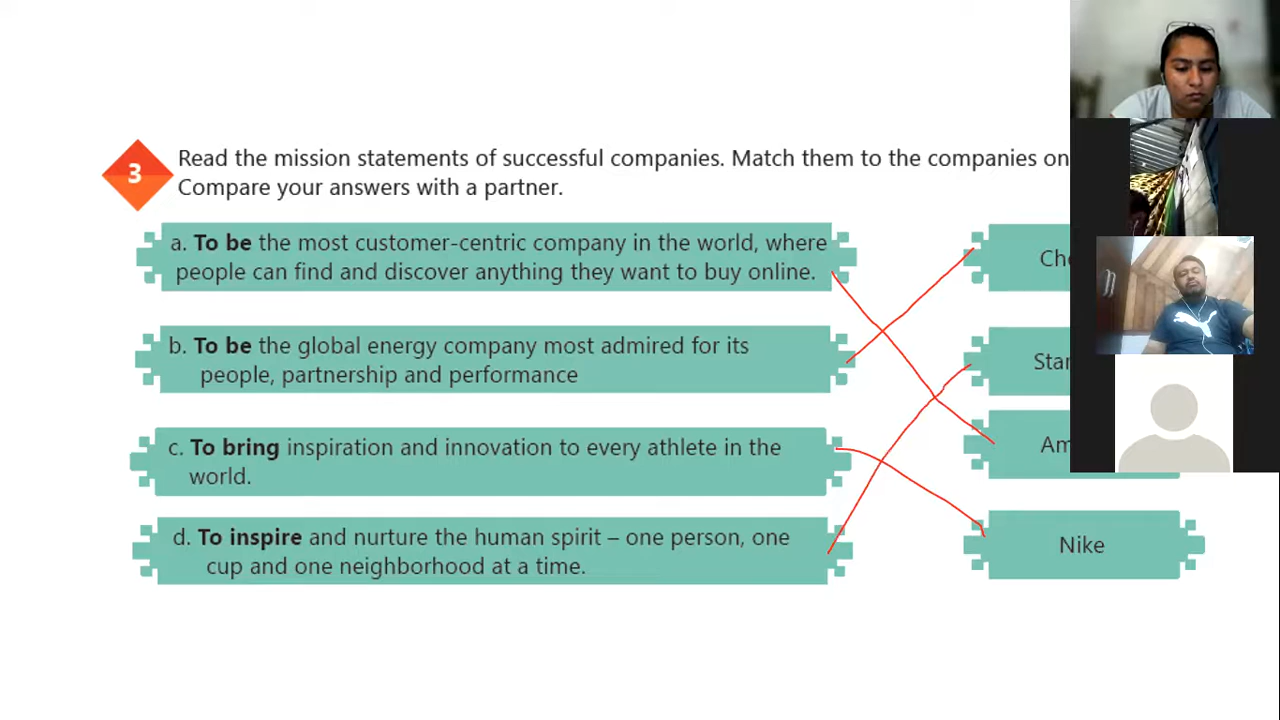 3
Read the mission statements of successful companies. Match them to the companies on
Compare your answers with a partner.
a. To be the most customer-centric company in the world, where
people can find and discover anything they want to buy online.
b. To be the global energy company most admired for its
people, partnership and performance
c. To bring inspiration and innovation to every athlete in the
world.
d. To inspire and nurture the human spirit – one person, one
cup and one neighborhood at a time.
Nike